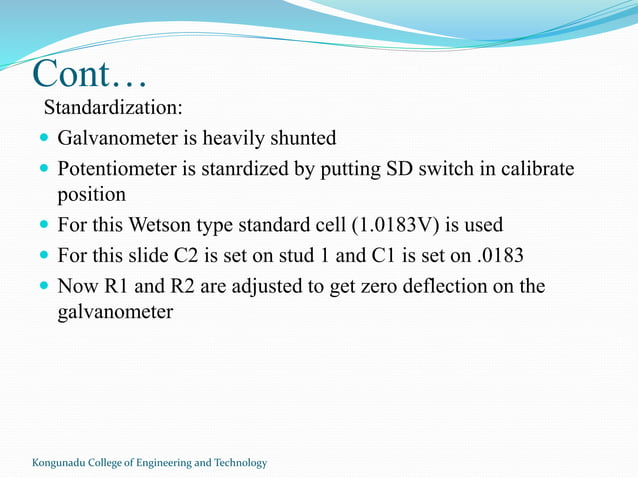 Cont…
Standardization:
Galvanometer is heavily shunted
Potentiometer is stanrdized by putting SD switch in calibrate
position
For this Wetson type standard cell (1.0183V) is used
For this slide C2 is set on stud 1 and C1 is set on .0183
Now R1 and R2 are adjusted to get zero deflection on the
galvanometer
Kongunadu College of Engineering and Technology